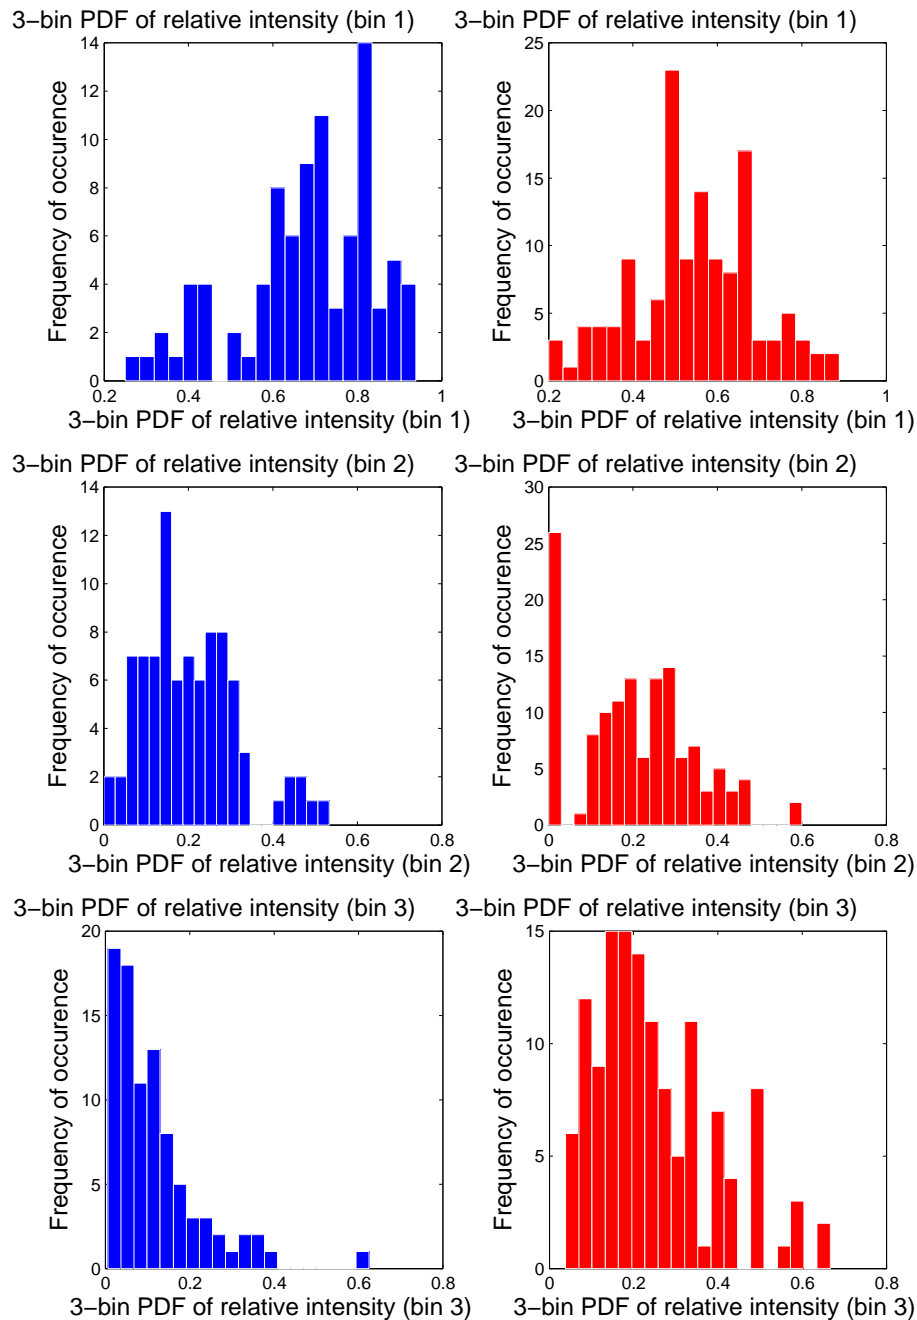 3−bin PDF of relative intensity (bin 1)
14
12
10
8
6
4
2
0
0.2 0.4 0.6 0.8 1
Frequency of occurence
3−bin PDF of relative intensity (bin 1)
3−bin PDF of relative intensity (bin 1)
25
20
15
10
5
0
0.2 0.4 0.6 0.8 1
Frequency of occurence
3−bin PDF of relative intensity (bin 1)
3−bin PDF of relative intensity (bin 2)
14
12
10
8
6
4
2
0
0 0.2 0.4 0.6 0.8
Frequency of occurence
3−bin PDF of relative intensity (bin 2)
3−bin PDF of relative intensity (bin 2)
30
25
20
15
10
5
0
0 0.2 0.4 0.6 0.8
Frequency of occurence
3−bin PDF of relative intensity (bin 2)
3−bin PDF of relative intensity (bin 3)
20
15
10
5
0
0 0.2 0.4 0.6 0.8
Frequency of occurence
3−bin PDF of relative intensity (bin 3)
3−bin PDF of relative intensity (bin 3)
15
10
5
0
0 0.2 0.4 0.6 0.8
Frequency of occurence
3−bin PDF of relative intensity (bin 3)